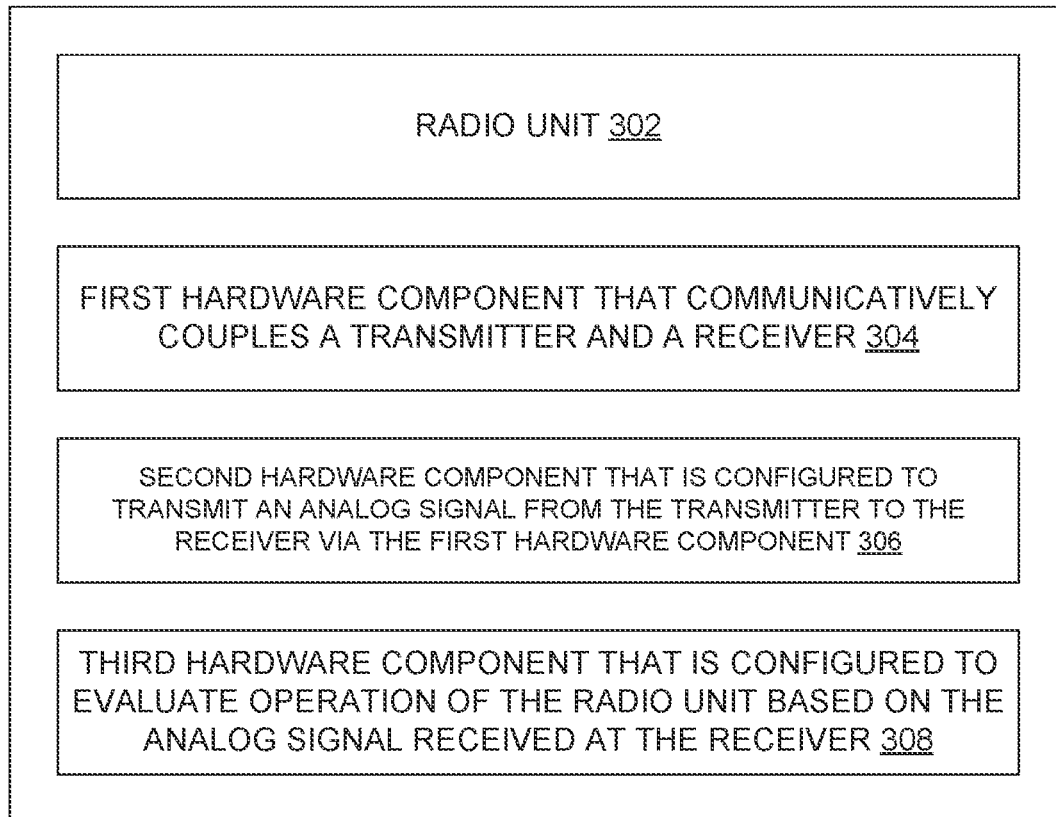 RADIO UNIT 302
FIRST HARDWARE COMPONENT THAT COMMUNICATIVELY
COUPLES A TRANSMITTER AND A RECEIVER 304
SECOND HARDWARE COMPONENT THAT IS CONFIGURED TO
TRANSMIT AN ANALOG SIGNAL FROM THE TRANSMITTER TO THE
RECEIVER VIA THE FIRST HARDWARE COMPONENT 306
THIRD HARDWARE COMPONENT THAT IS CONFIGURED TO
EVALUATE OPERATION OF THE RADIO UNIT BASED ON THE
ANALOG SIGNAL RECEIVED AT THE RECEIVER 308